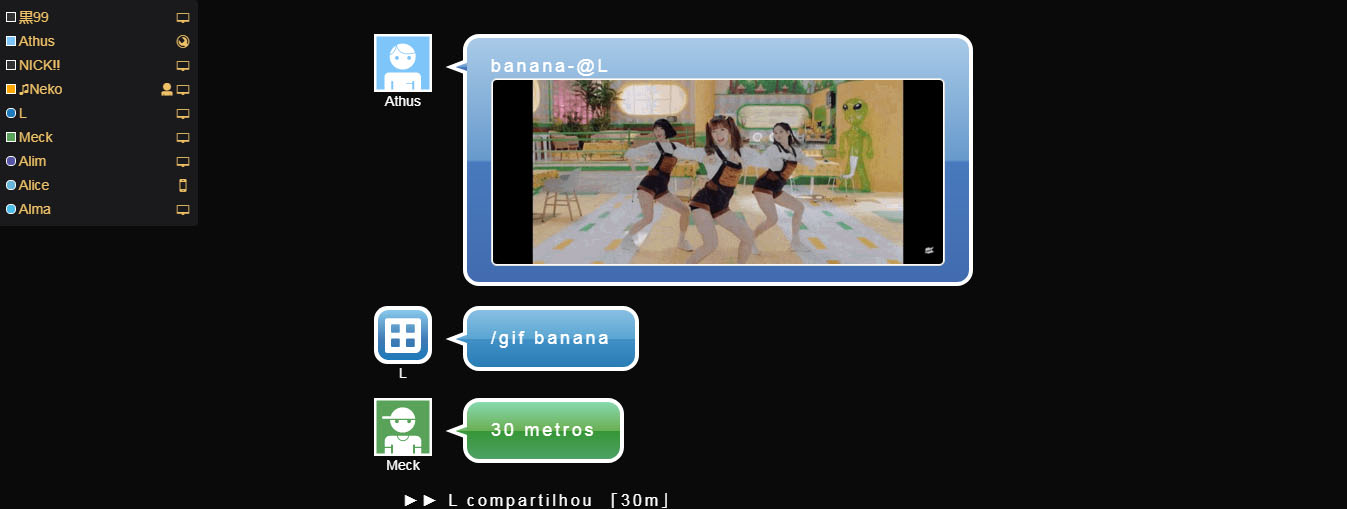 黒99
Athus
NICK!!
♫Neko
L
Meck
Alim
Alice
Alma
banana-@L
Athus
/gif banana
L
30 metros
Meck
►► L compartilhou 「30m」